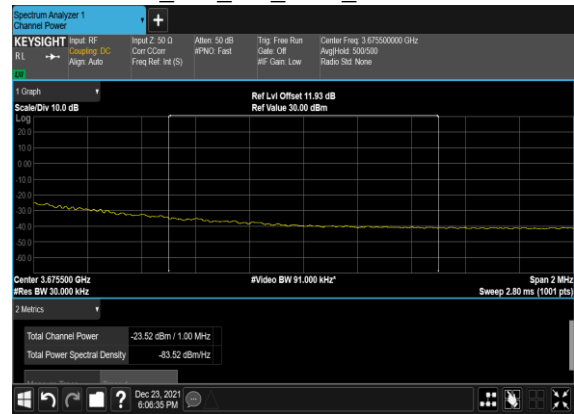 Spectrum Analyzer 1
Channel Power
KEYSIGHT Input: RF Input Z: 50 Ω Atten: 50 dB Trig: Free Run Center Freq: 3.675500000 GHz
RL Coupling: DC Corr CCorr #PNO: Fast Gate: Off Avg|Hold: 500/500
Align: Auto Freq Ref: Int (S) #IF Gain: Low Radio Std: None
1 Graph
Ref Lvl Offset 11.93 dB
Scale/Div 10.0 dB Ref Value 30.00 dBm
Log
20.0
10.0
0.00
-10.0
-20.0
-30.0
-40.0
-50.0
-60.0
Center 3.675500 GHz #Video BW 91.000 kHz* Span 2 MHz
#Res BW 30.000 kHz Sweep 2.80 ms (1001 pts)
2 Metrics
Total Channel Power -23.52 dBm / 1.00 MHz
Total Power Spectral Density -83.52 dBm/Hz
Dec 23, 2021
6:06:35 PM